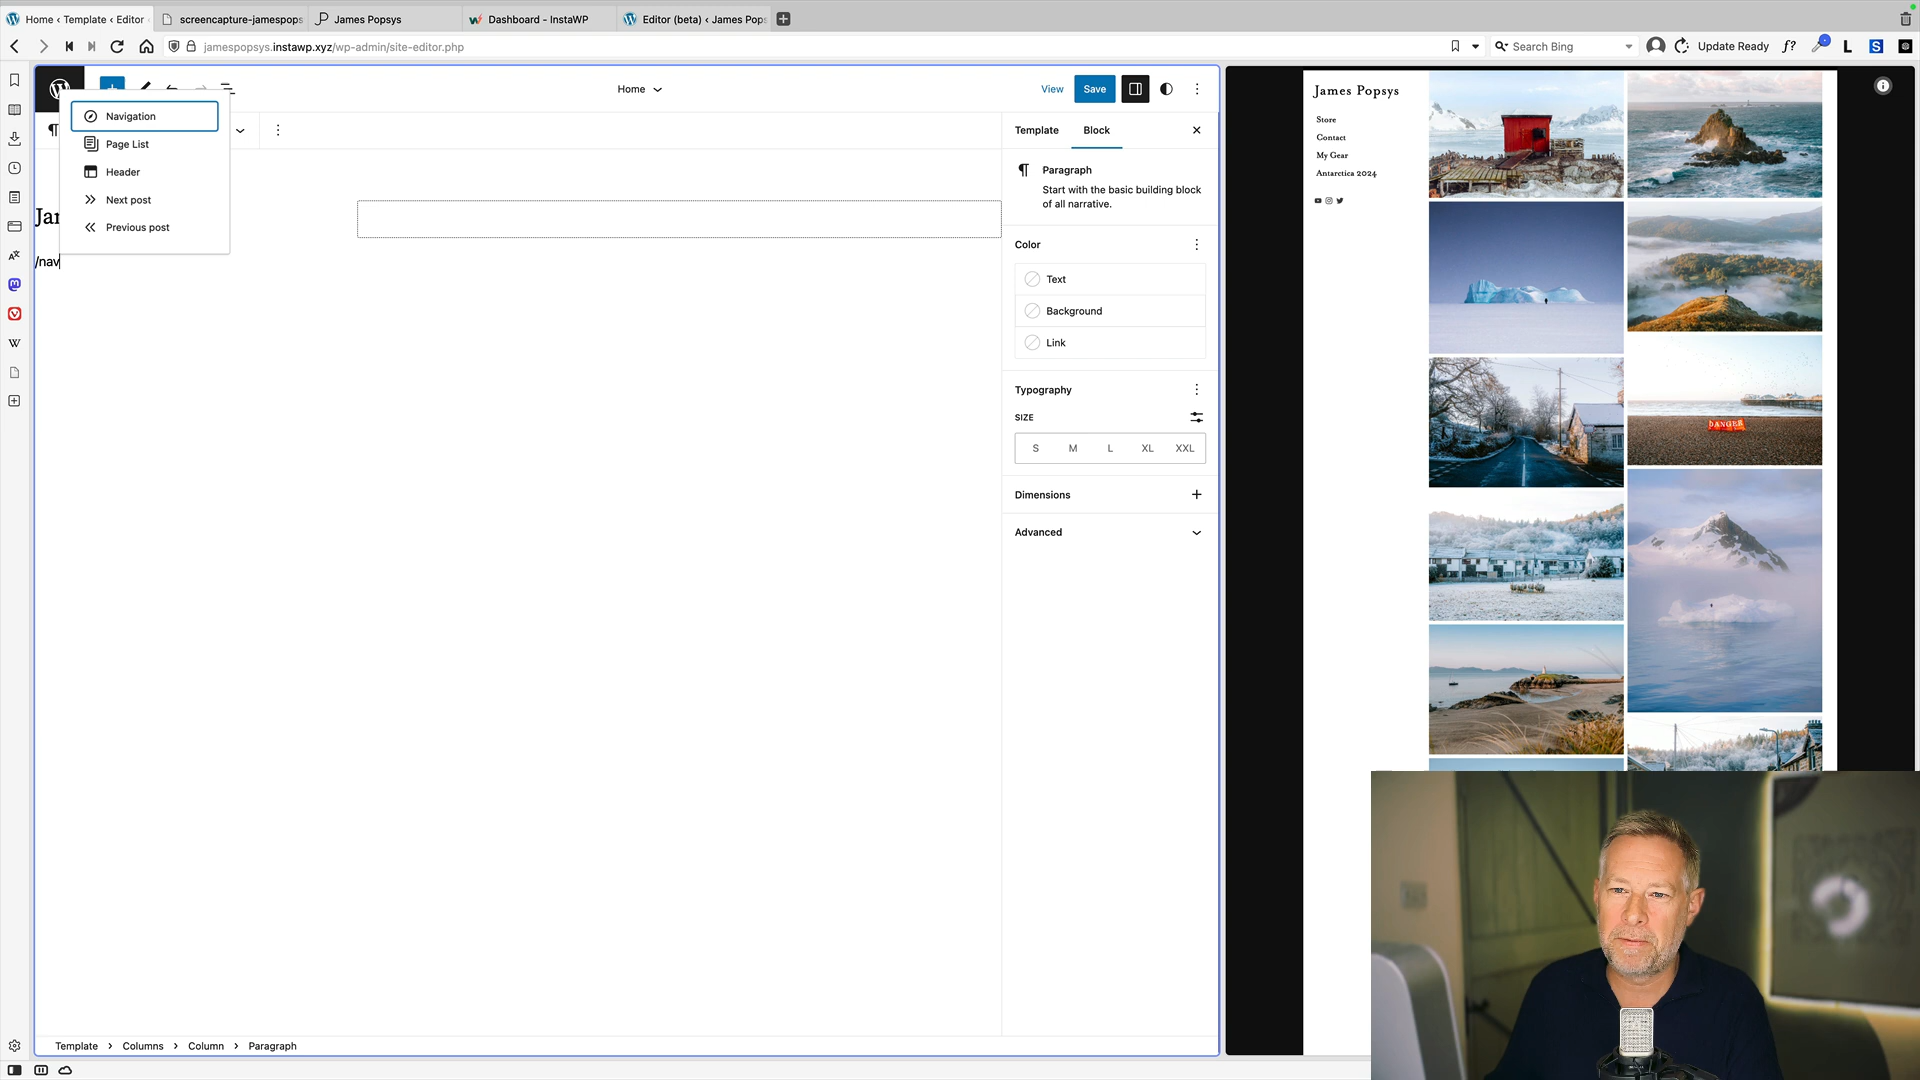 Home ‹ Template ‹ Editor
screencapture-jamespops
James Popsys
Dashboard - InstaWP
Editor (beta) ‹ James Pops
jamespopsys.instawp.xyz/wp-admin/site-editor.php
Search Bing
Update Ready
f?
L
S
Home
View
Save
Navigation
Page List
Header
Next post
Previous post
Jar
/nav
Template
Block
Paragraph
Start with the basic building block
of all narrative.
Color
Text
Background
Link
Typography
SIZE
S M L XL XXL
Dimensions
Advanced
Template > Columns > Column > Paragraph
James Popsys
Store
Contact
My Gear
Antarctica 2024
DANGER